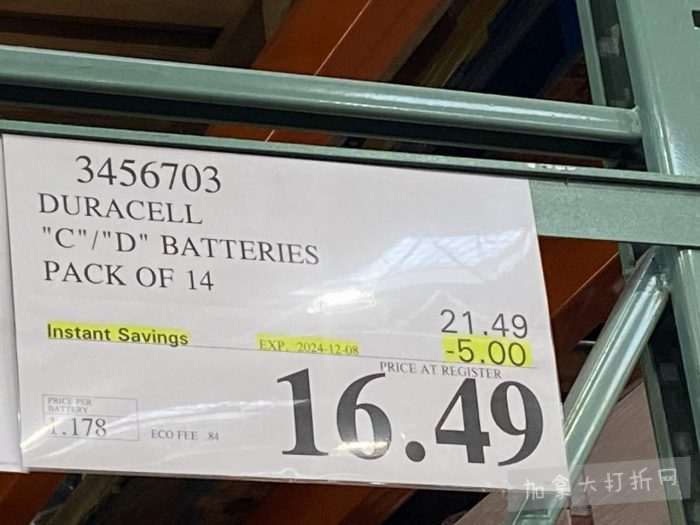 3456703
DURACELL
"C"/"D" BATTERIES
PACK OF 14
21.49
Instant Savings EXP. 2024-12-08 -5.00
PRICE AT REGISTER
16.49
PRICE PER
BATTERY
1.178
ECO FEE .84
加拿大打折网